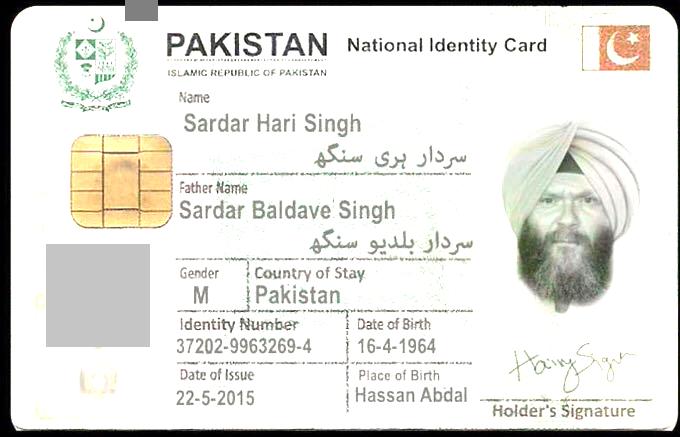 PAKISTAN National Identity Card
ISLAMIC REPUBLIC OF PAKISTAN
Name
Sardar Hari Singh
سردار ہری سنگھ
Father Name
Sardar Baldave Singh
سردار بلدیو سنگھ
Gender Country of Stay
M Pakistan
Identity Number Date of Birth
37202-9963269-4 16-4-1964
Date of Issue Place of Birth
22-5-2015 Hassan Abdal
Holder's Signature